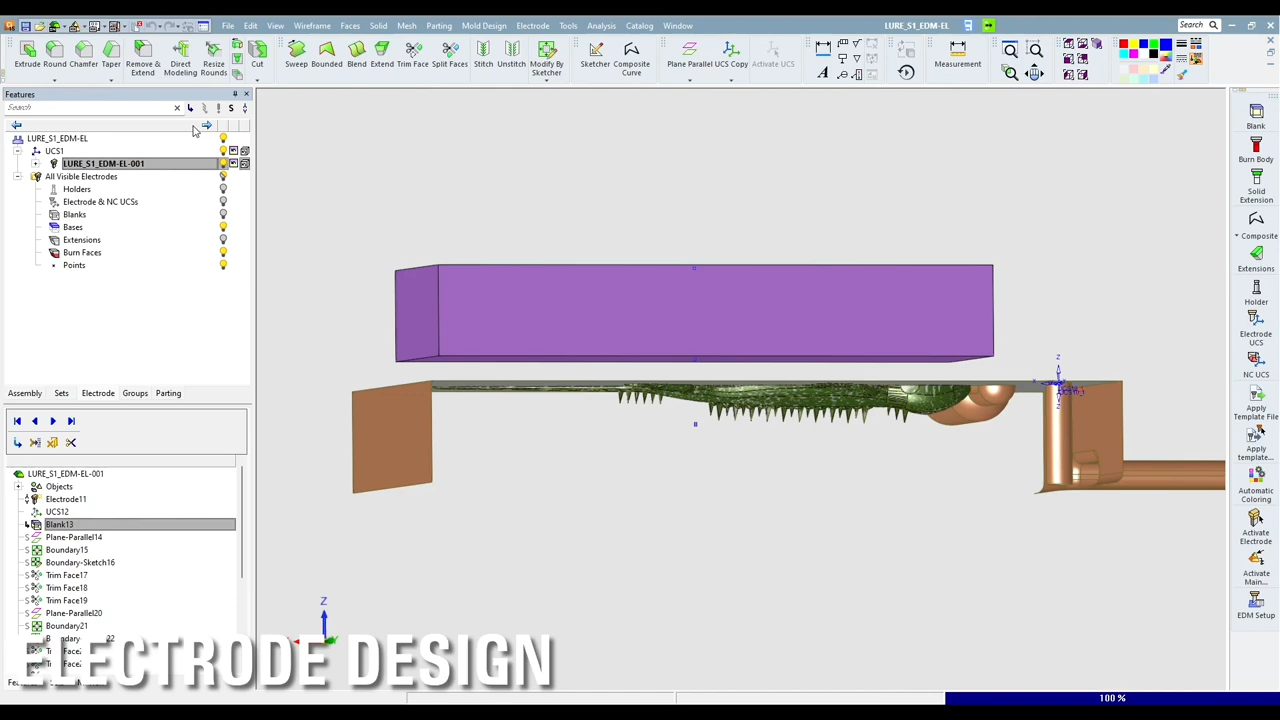 File Edit View Wireframe Faces Solid Mesh Parting Mold Design Electrode Tools Analysis Catalog Window LURE_S1_EDM-EL Search
Extrude Round Chamfer Taper Remove & Extend Direct Modeling Resize Rounds Cut Sweep Bounded Blend Extend Trim Face Stitch Unstitch Modify By Sketcher Sketcher Composite Curve Plane Parallel UCS Copy Activate UCS Measurement
Features
Search
LURE_S1_EDM-EL
UCS1
LURE_S1_EDM-EL-001
All Visible Electrodes
Holders
Electrode & NC UCSs
Blanks
Bases
Extensions
Burn Faces
Points
Assembly Sets Electrode Groups Parting
LURE_S1_EDM-EL-001
Objects
Electrode11
UCS12
Blank13
Plane-Parallel14
Boundary15
Boundary-Sketch16
Trim Face17
Trim Face18
Trim Face19
Plane-Parallel20
Boundary21
Z
Z
Blank
Burn Body
Solid Extension
Composite
Extensions
Holder
Electrode UCS
NC UCS
Apply Template File
Apply template...
Automatic Coloring
Activate Electrode
Activate Main...
EDM Setup
ELECTRODE DESIGN
100 %